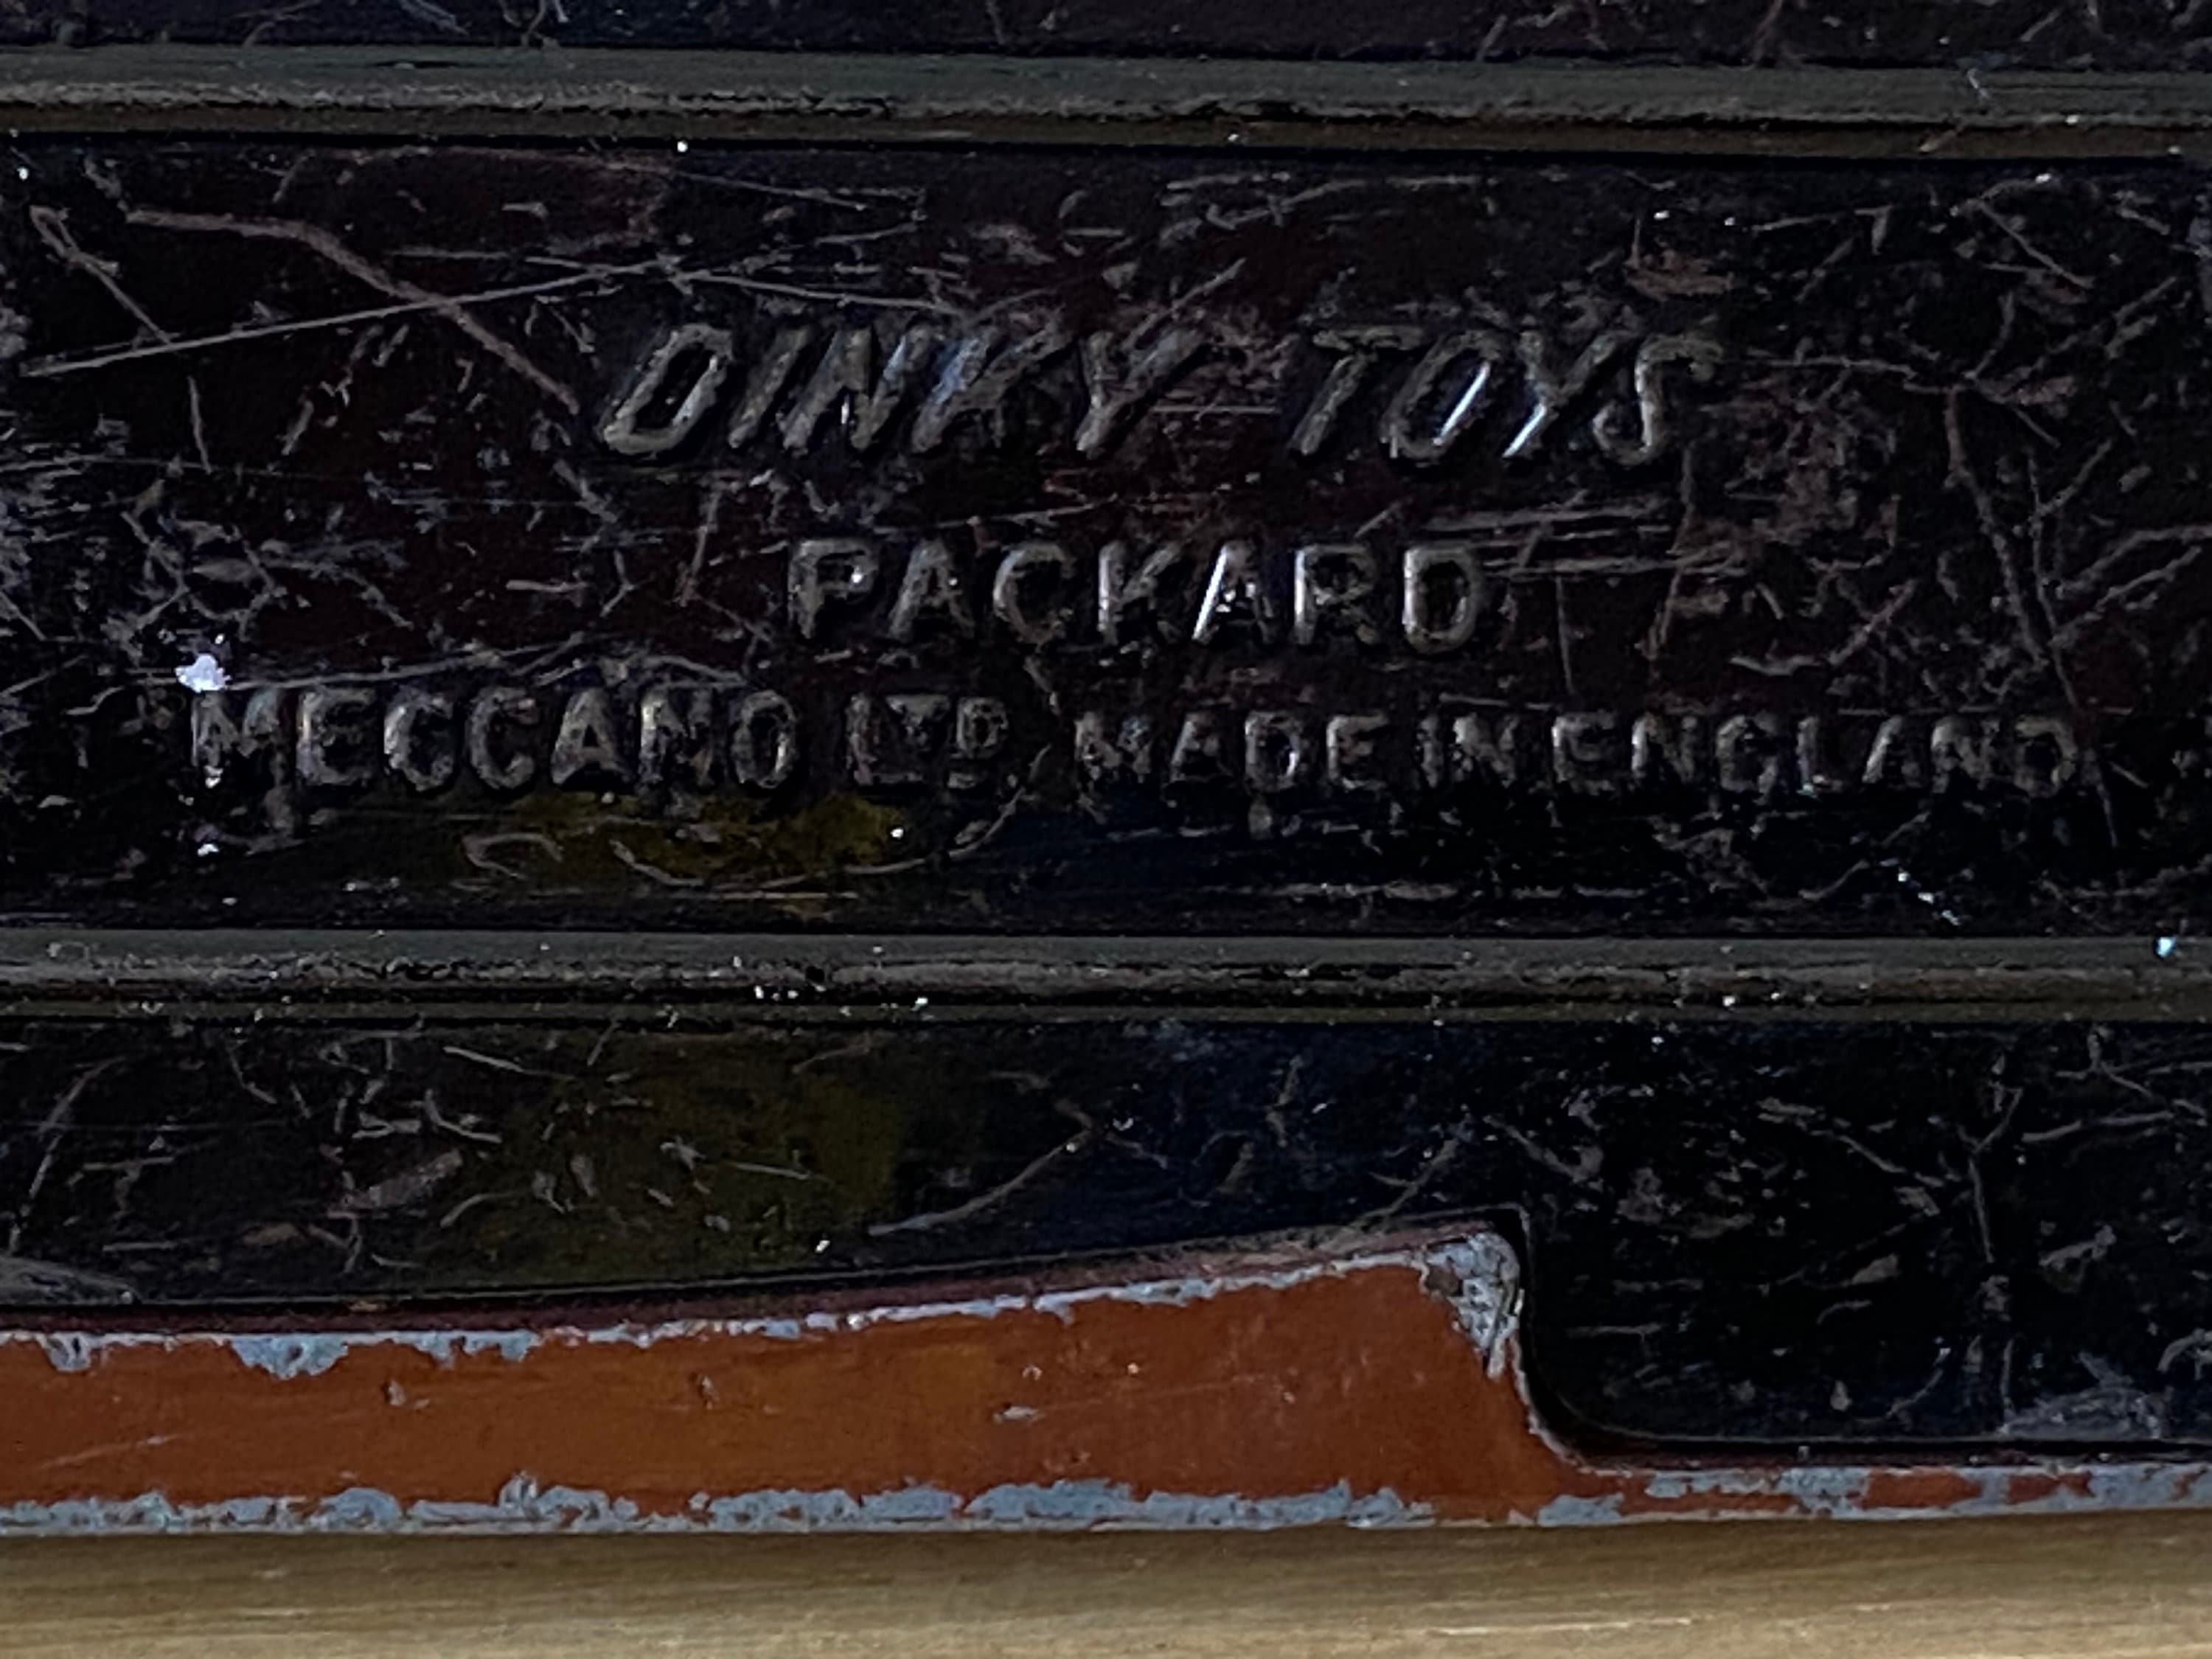 DINKY TOYS
PACKARD
MECCANO LTD MADE IN ENGLAND